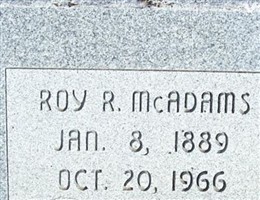 ROY R. McADAMS
JAN. 8, 1889
OCT. 20, 1966